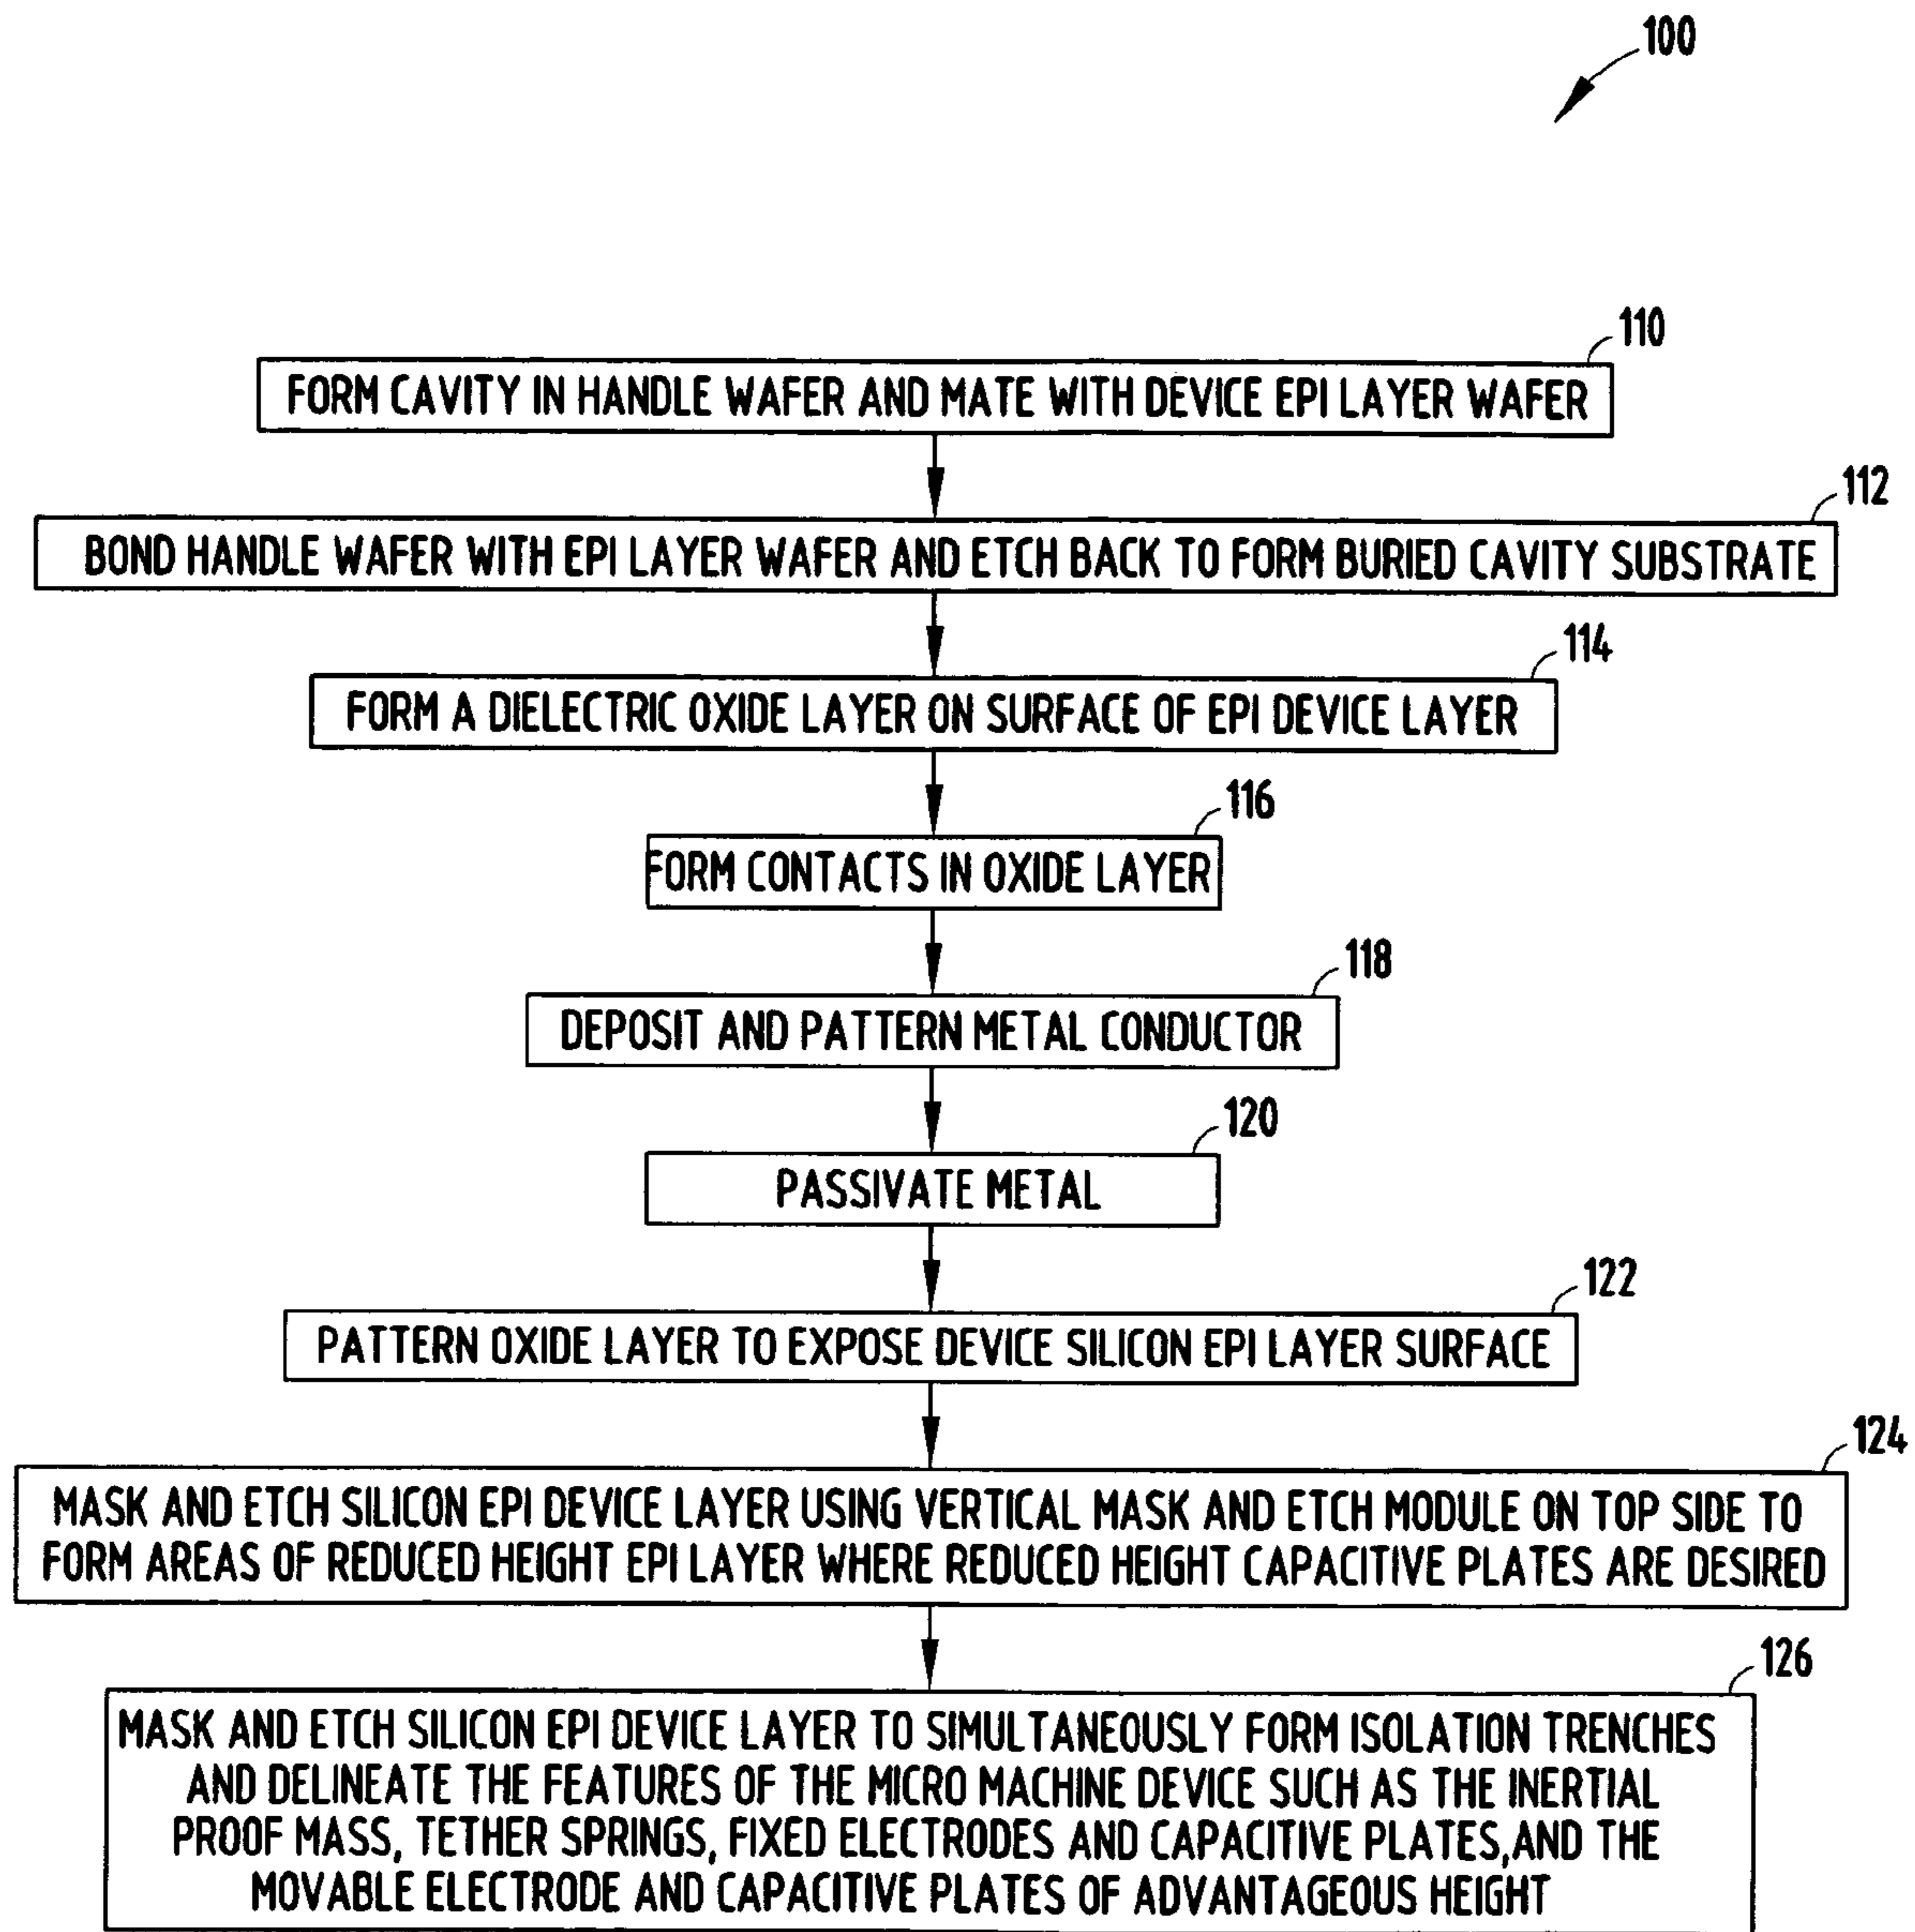 100
110
FORM CAVITY IN HANDLE WAFER AND MATE WITH DEVICE EPI LAYER WAFER
112
BOND HANDLE WAFER WITH EPI LAYER WAFER AND ETCH BACK TO FORM BURIED CAVITY SUBSTRATE
114
FORM A DIELECTRIC OXIDE LAYER ON SURFACE OF EPI DEVICE LAYER
116
FORM CONTACTS IN OXIDE LAYER
118
DEPOSIT AND PATTERN METAL CONDUCTOR
120
PASSIVATE METAL
122
PATTERN OXIDE LAYER TO EXPOSE DEVICE SILICON EPI LAYER SURFACE
124
MASK AND ETCH SILICON EPI DEVICE LAYER USING VERTICAL MASK AND ETCH MODULE ON TOP SIDE TO
FORM AREAS OF REDUCED HEIGHT EPI LAYER WHERE REDUCED HEIGHT CAPACITIVE PLATES ARE DESIRED
126
MASK AND ETCH SILICON EPI DEVICE LAYER TO SIMULTANEOUSLY FORM ISOLATION TRENCHES
AND DELINEATE THE FEATURES OF THE MICRO MACHINE DEVICE SUCH AS THE INERTIAL
PROOF MASS, TETHER SPRINGS, FIXED ELECTRODES AND CAPACITIVE PLATES,AND THE
MOVABLE ELECTRODE AND CAPACITIVE PLATES OF ADVANTAGEOUS HEIGHT